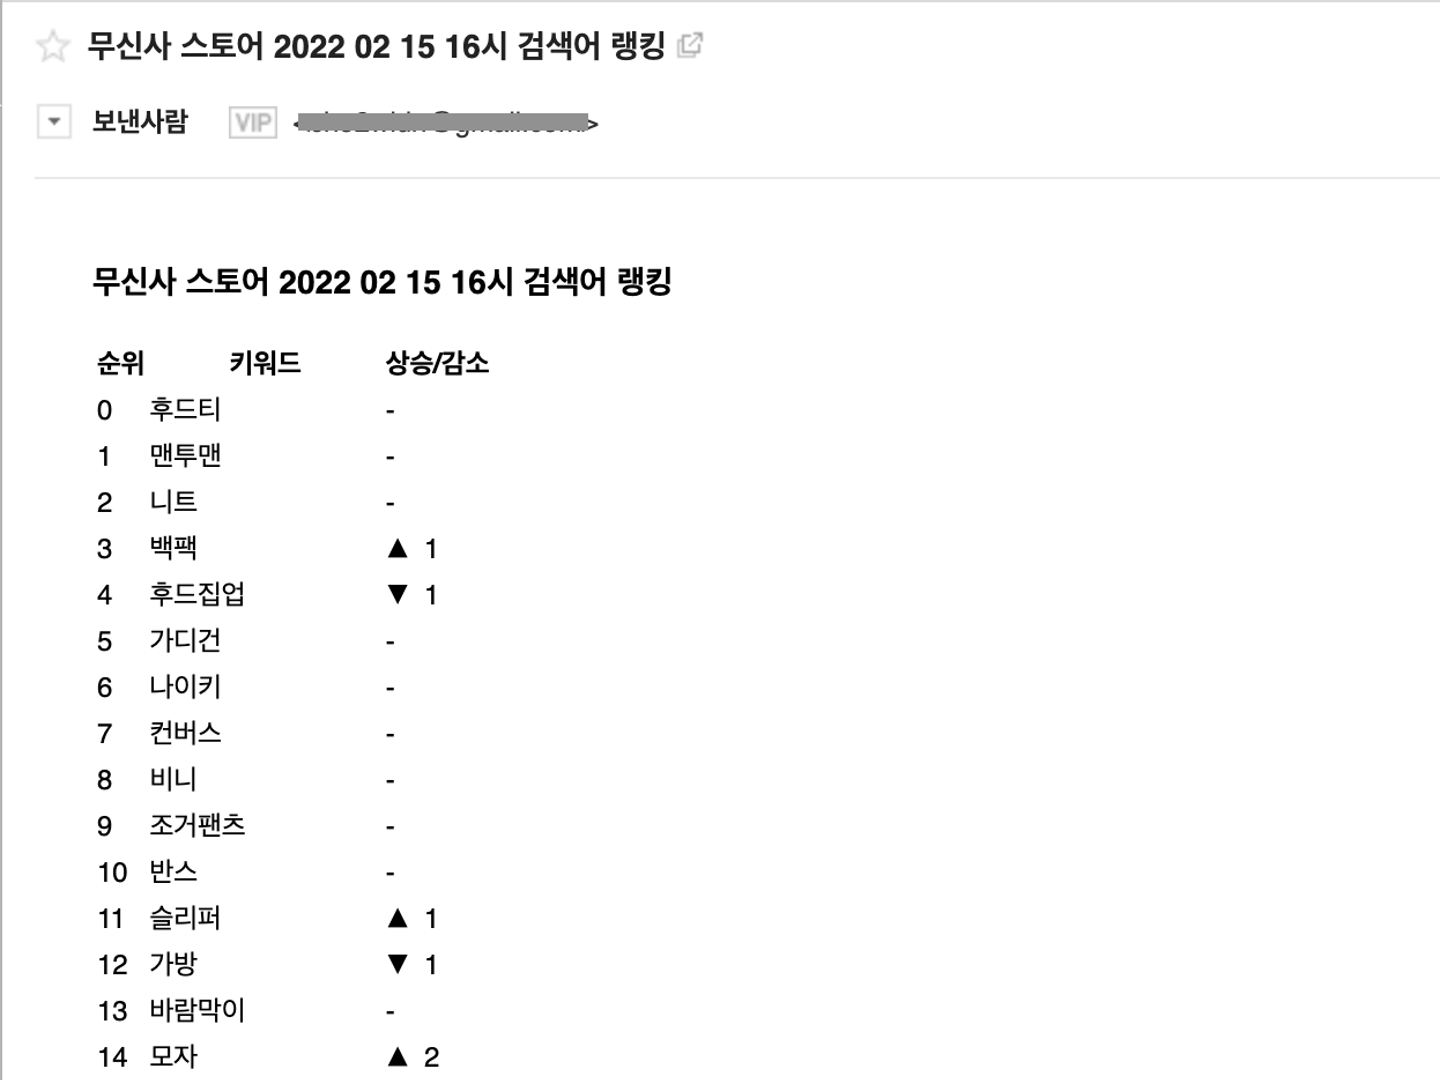 무신사 스토어 2022 02 15 16시 검색어 랭킹
보낸사람 VIP
무신사 스토어 2022 02 15 16시 검색어 랭킹
순위 키워드 상승/감소
0 후드티 -
1 맨투맨 -
2 니트 -
3 백팩 ▲ 1
4 후드집업 ▼ 1
5 가디건 -
6 나이키 -
7 컨버스 -
8 비니 -
9 조거팬츠 -
10 반스 -
11 슬리퍼 ▲ 1
12 가방 ▼ 1
13 바람막이 -
14 모자 ▲ 2